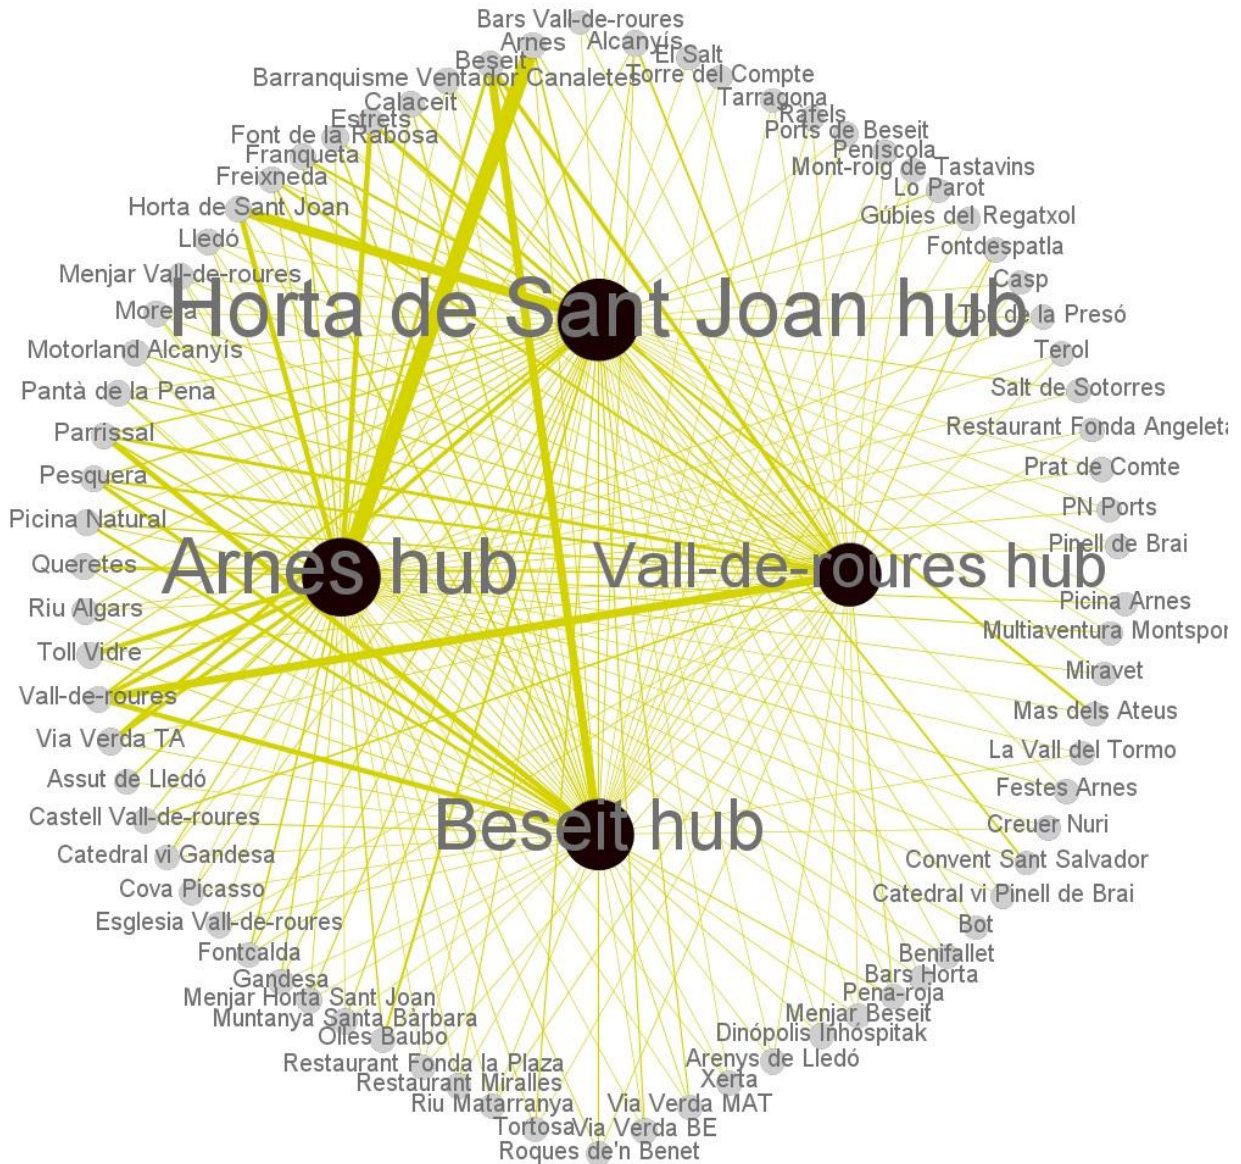 Bars Vall-de-roures
Arnes
Alcanyís
Beseit
El Salt
Barranquisme Ventador Canaletes
Torre del Compte
Calaceit
Tarragona
Estrets
Rafels
Font de la Rabosa
Ports de Beseit
Franqueta
Peníscola
Freixneda
Mont-roig de Tastavins
Lo Parot
Horta de Sant Joan
Gúbies del Regatxol
Lledó
Fontdespatla
Menjar Vall-de-roures
Casp
Horta de Sant Joan hub
Morella
Toll de la Presó
Motorland Alcanyís
Terol
Pantà de la Pena
Salt de Sotorres
Parrissal
Restaurant Fonda Angeleta
Pesquera
Prat de Comte
Picina Natural
PN Ports
Queretes
Arnes hub
Vall-de-roures hub
Pinell de Brai
Riu Algars
Picina Arnes
Toll Vidre
Multiaventura Montspor
Vall-de-roures
Miravet
Via Verda TA
Mas dels Ateus
Assut de Lledó
La Vall del Tormo
Castell Vall-de-roures
Festes Arnes
Beseit hub
Creuer Nuri
Catedral vi Gandesa
Convent Sant Salvador
Cova Picasso
Catedral vi Pinell de Brai
Esglesia Vall-de-roures
Bot
Fontcalda
Benifallet
Gandesa
Bars Horta
Menjar Horta Sant Joan
Pena-roja
Muntanya Santa Bàrbara
Menjar Beseit
Olles Baubo
Dinópolis Inhòspitak
Restaurant Fonda la Plaza
Arenys de Lledó
Restaurant Miralles
Xerta
Riu Matarranya
Via Verda MAT
Tortosa
Via Verda BE
Roques de'n Benet